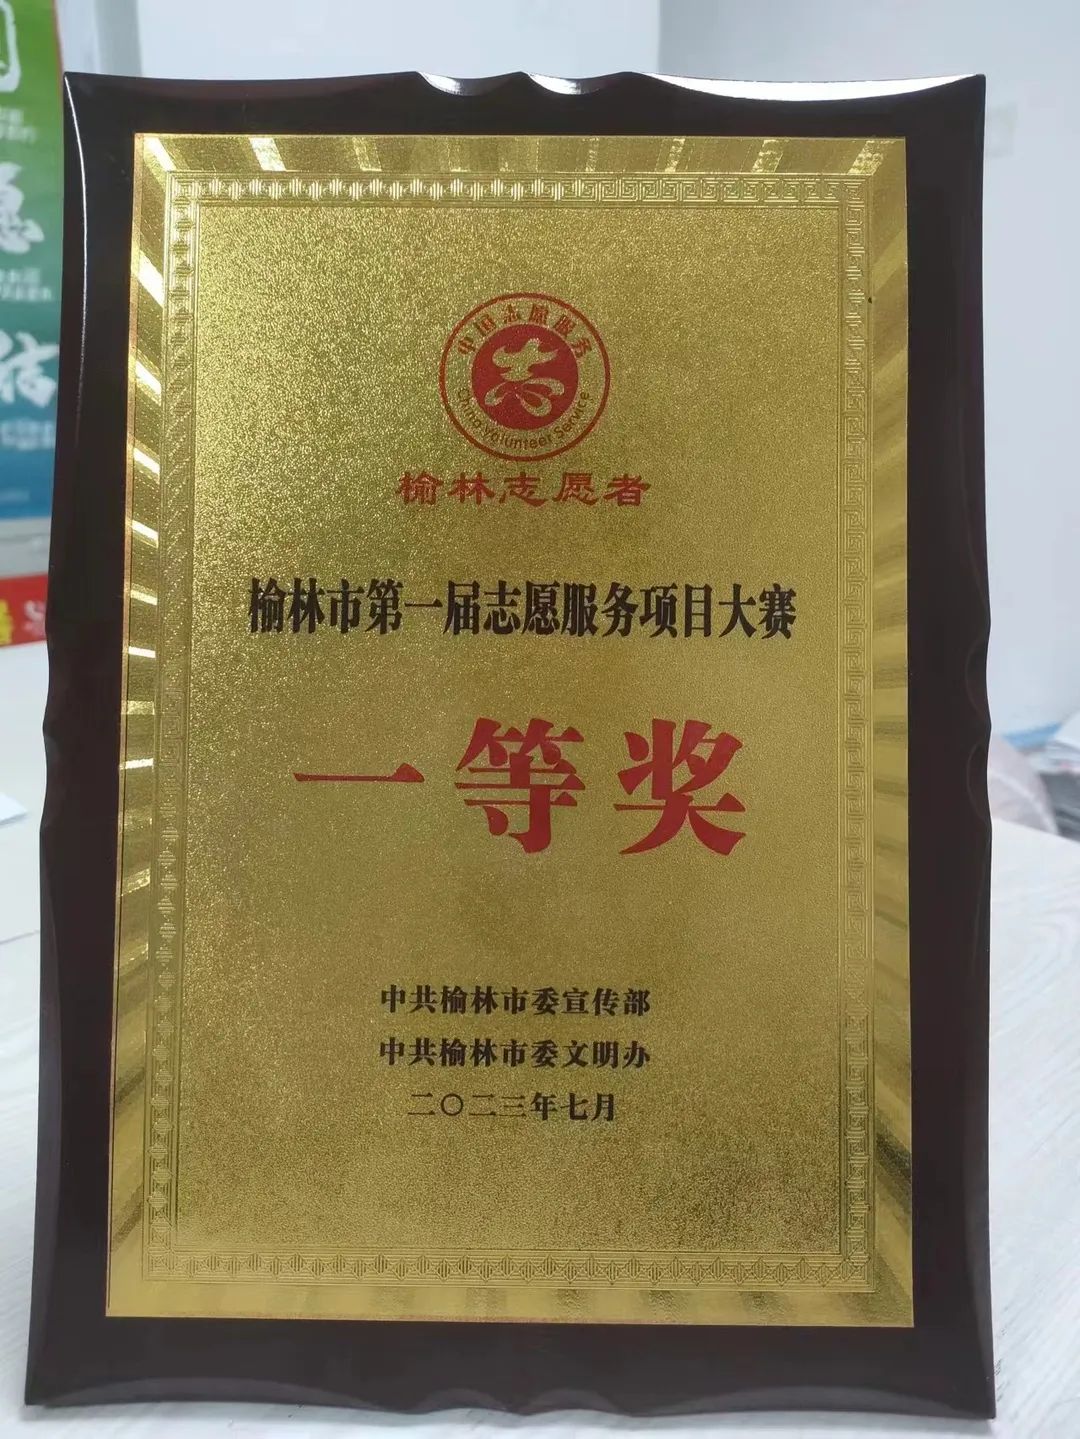 中国志愿服务
China Volunteer Service
榆林志愿者
榆林市第一届志愿服务项目大赛
一等奖
中共榆林市委宣传部
中共榆林市委文明办
二〇二三年七月
愿